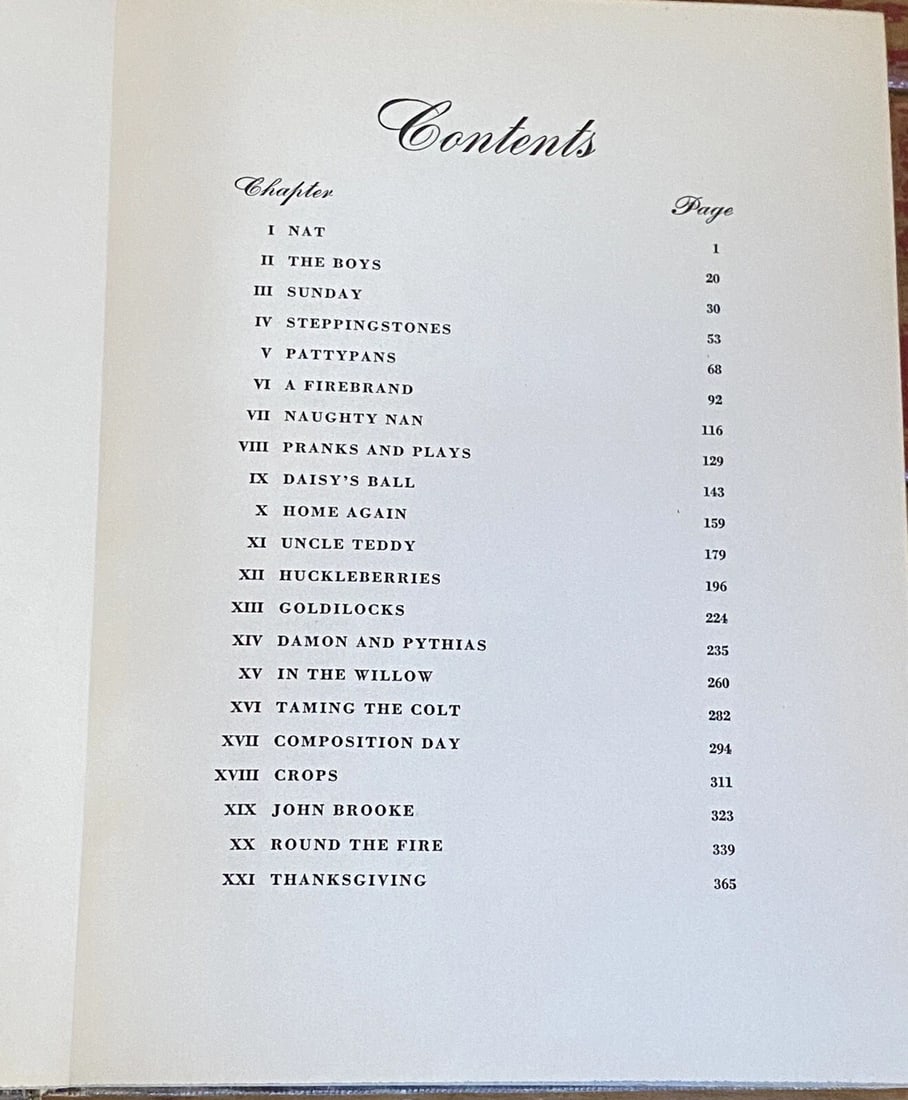 Contents
Chapter Page
I NAT 1
II THE BOYS 20
III SUNDAY 30
IV STEPPINGSTONES 53
V PATTYPANS 68
VI A FIREBRAND 92
VII NAUGHTY NAN 116
VIII PRANKS AND PLAYS 129
IX DAISY'S BALL 143
X HOME AGAIN 159
XI UNCLE TEDDY 179
XII HUCKLEBERRIES 196
XIII GOLDILOCKS 224
XIV DAMON AND PYTHIAS 235
XV IN THE WILLOW 260
XVI TAMING THE COLT 282
XVII COMPOSITION DAY 294
XVIII CROPS 311
XIX JOHN BROOKE 323
XX ROUND THE FIRE 339
XXI THANKSGIVING 365